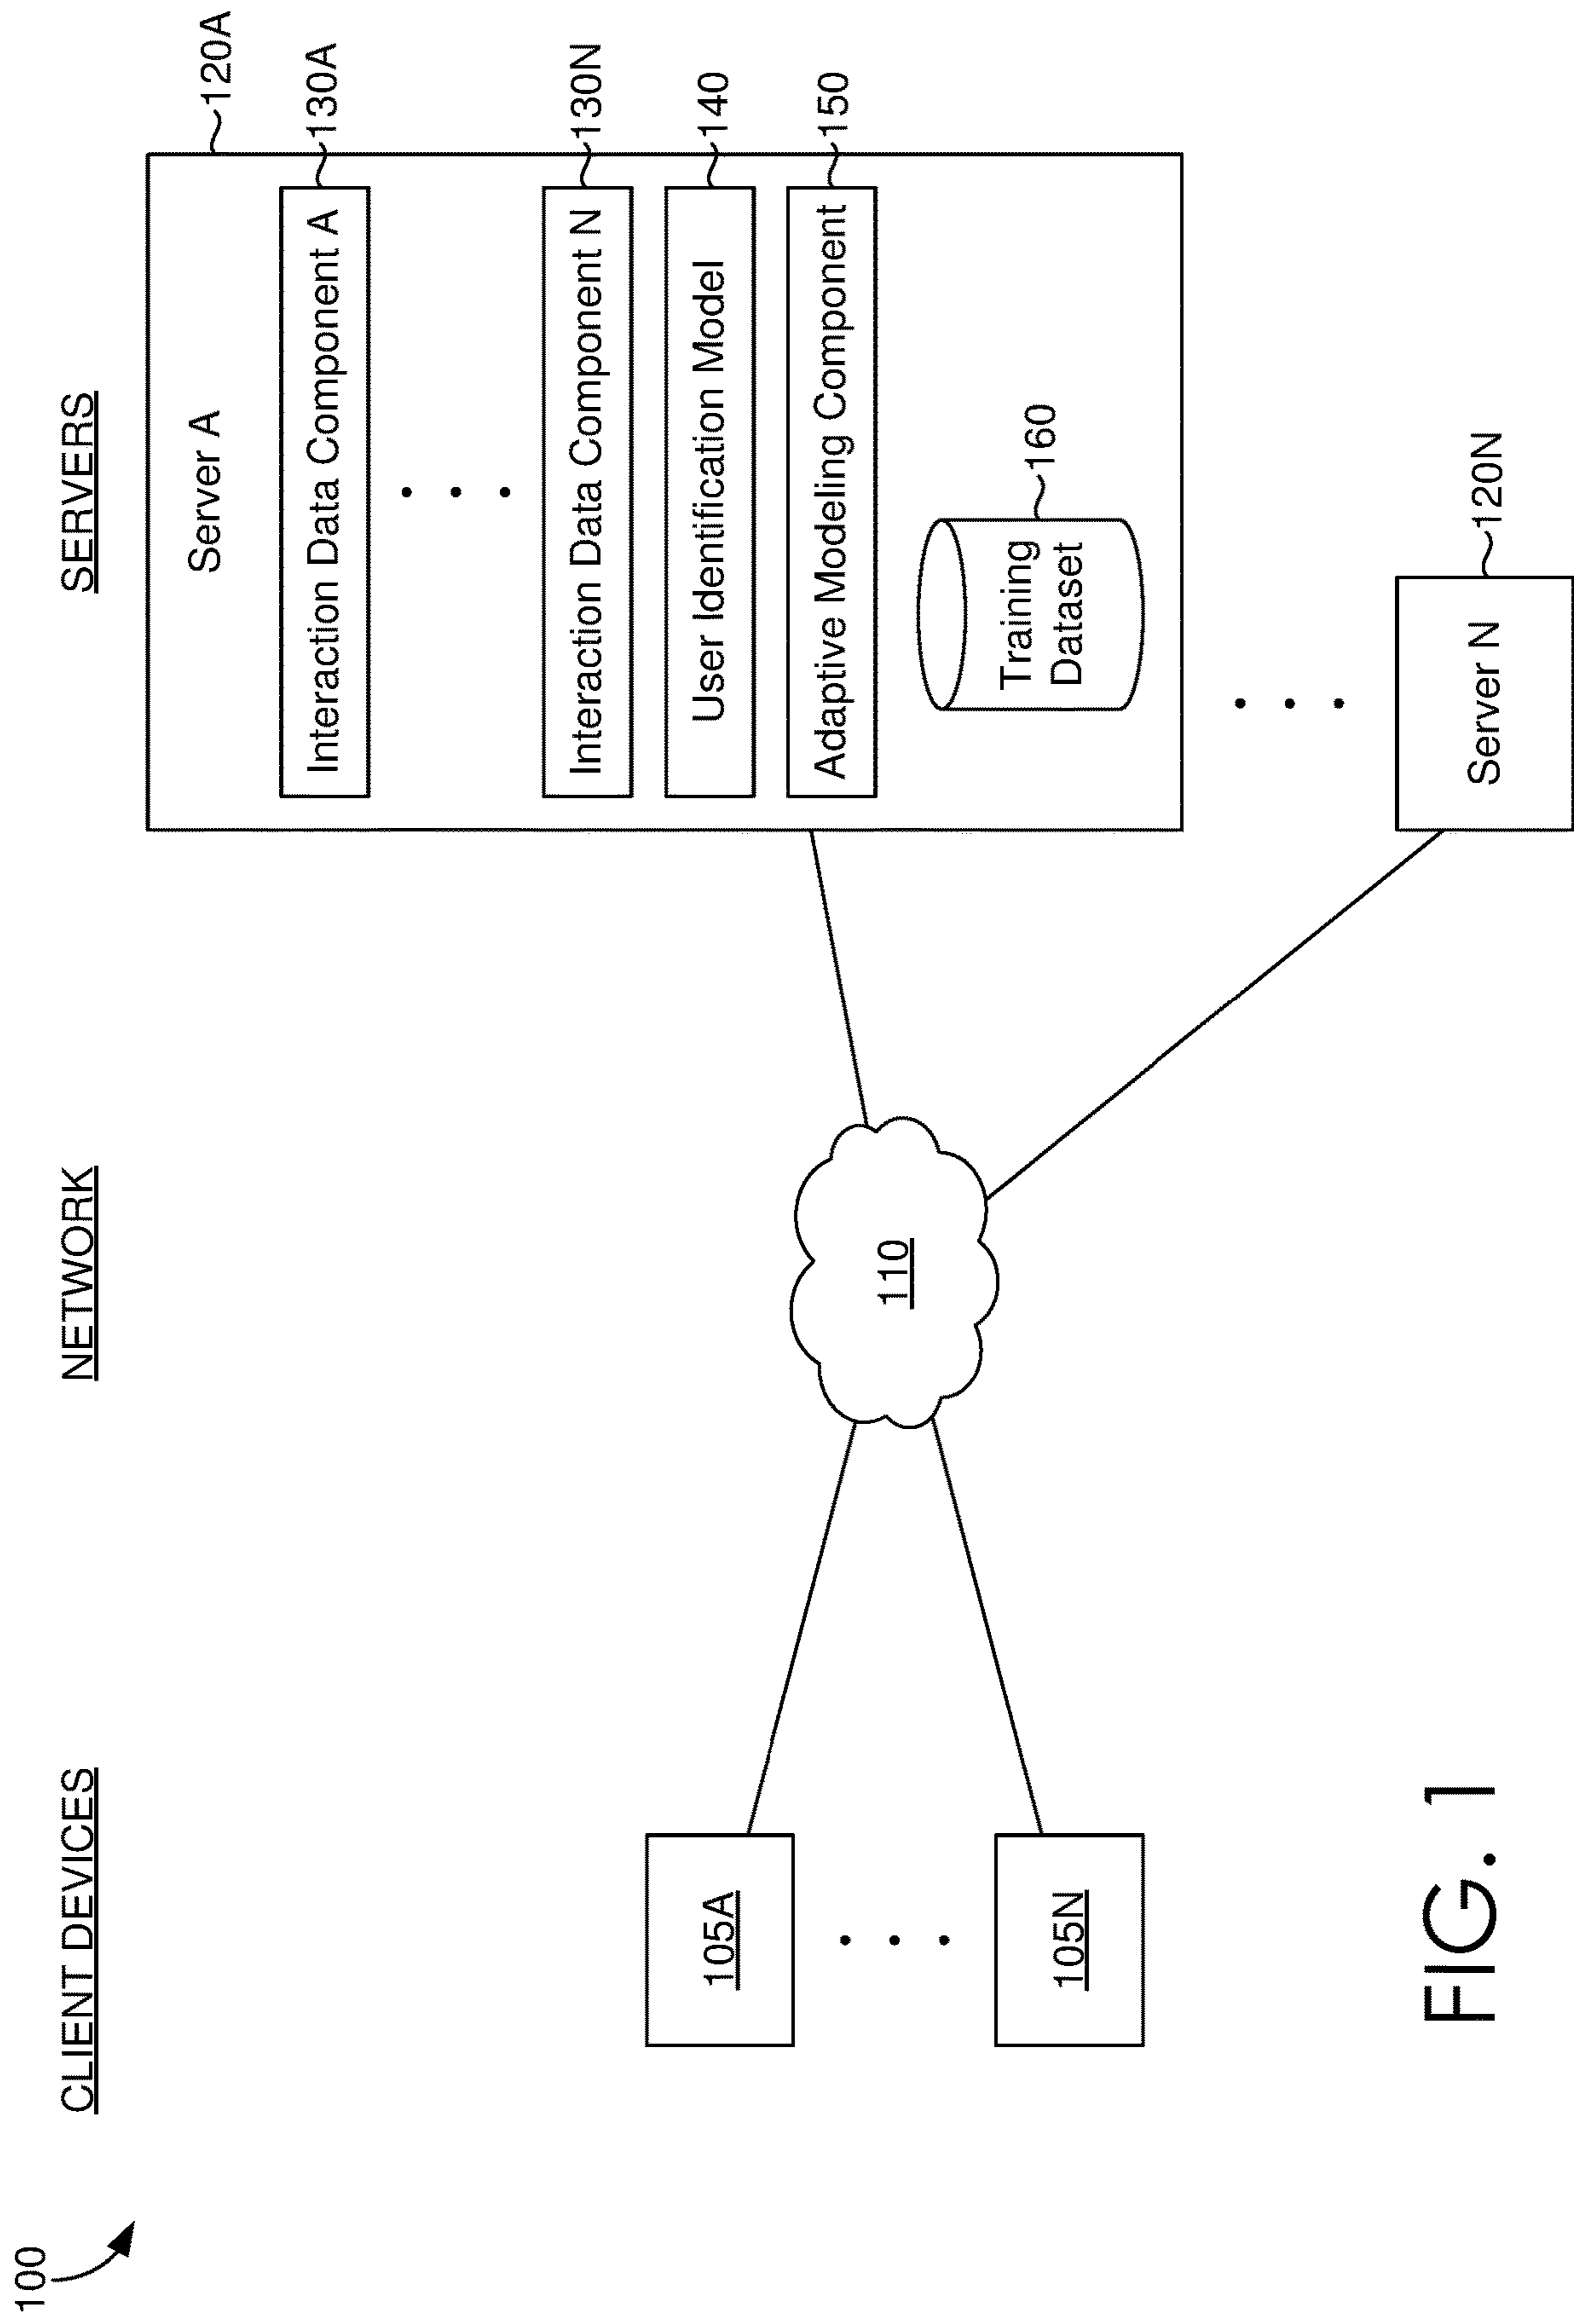 100
CLIENT DEVICES
NETWORK
SERVERS
120A
Server A
Interaction Data Component A
130A
Interaction Data Component N
130N
User Identification Model
140
Adaptive Modeling Component
150
Training
Dataset
160
105A
105N
110
Server N
120N
FIG. 1